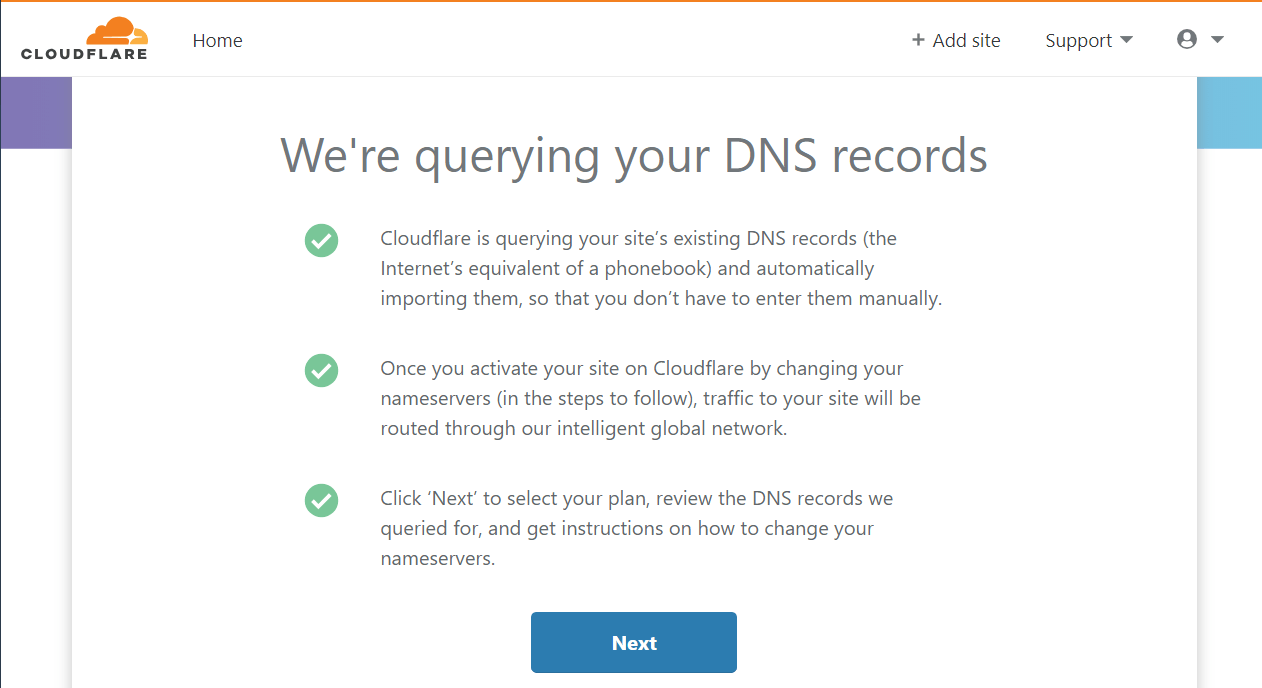 CLOUDFLARE
Home
+ Add site
Support
We're querying your DNS records
Cloudflare is querying your site’s existing DNS records (the
Internet’s equivalent of a phonebook) and automatically
importing them, so that you don’t have to enter them manually.
Once you activate your site on Cloudflare by changing your
nameservers (in the steps to follow), traffic to your site will be
routed through our intelligent global network.
Click ‘Next’ to select your plan, review the DNS records we
queried for, and get instructions on how to change your
nameservers.
Next